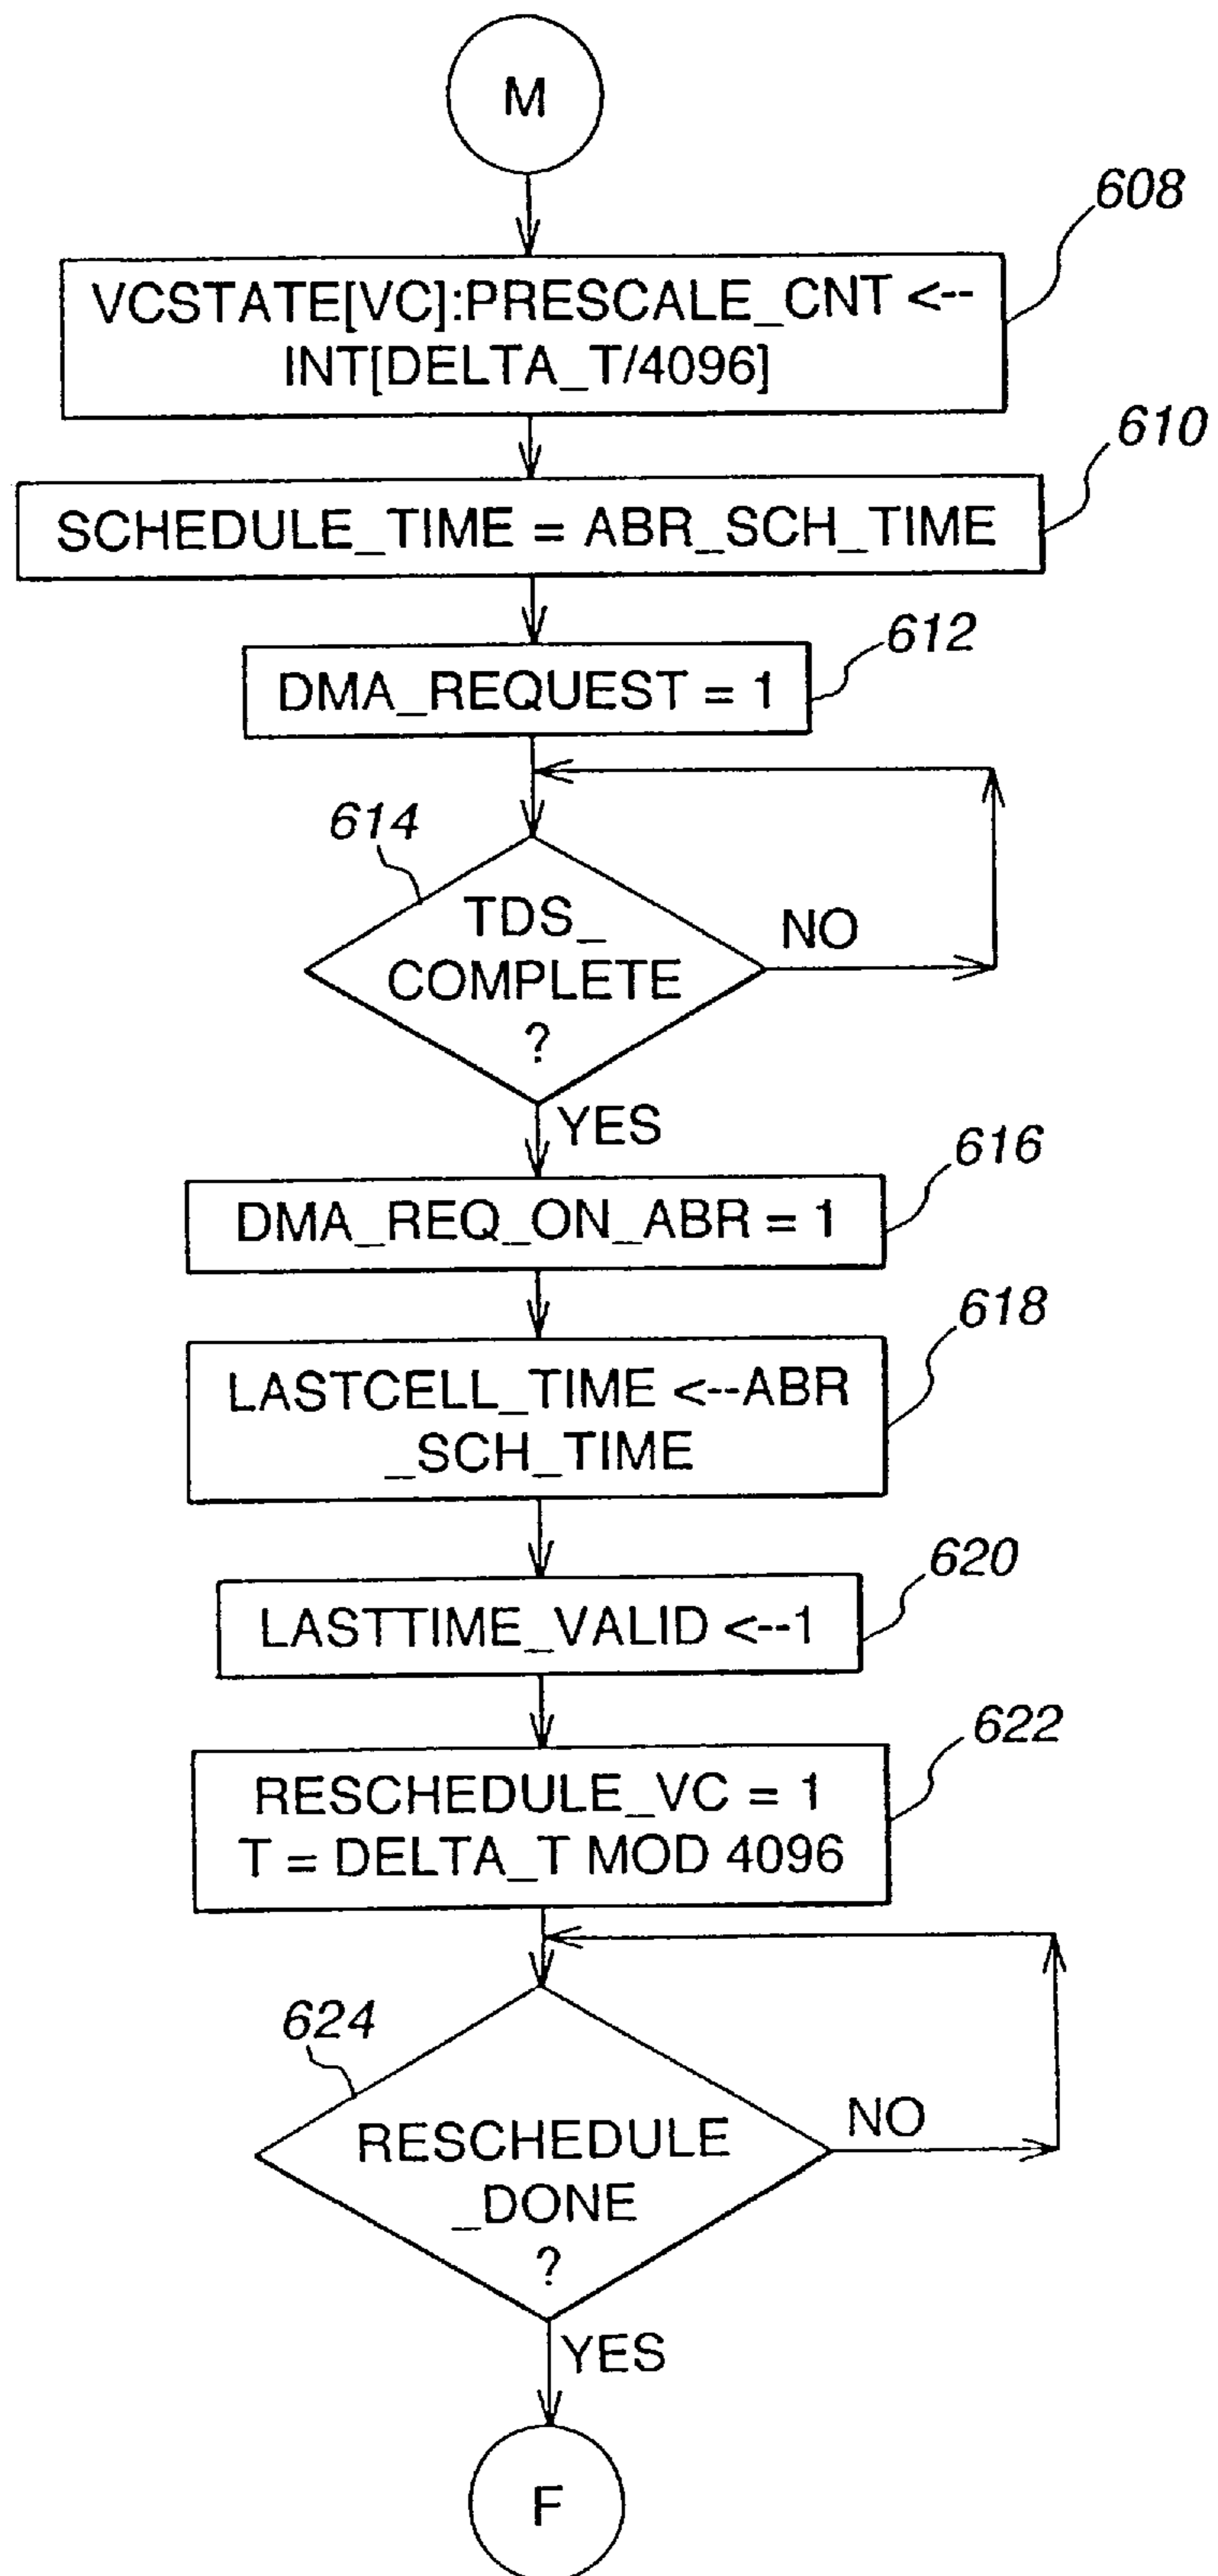 M
608
VCSTATE[VC]:PRESCALE_CNT <--
INT[DELTA_T/4096]
610
SCHEDULE_TIME = ABR_SCH_TIME
612
DMA_REQUEST = 1
614
TDS_
COMPLETE
?
NO
YES
616
DMA_REQ_ON_ABR = 1
618
LASTCELL_TIME <--ABR
_SCH_TIME
620
LASTTIME_VALID <--1
622
RESCHEDULE_VC = 1
T = DELTA_T MOD 4096
624
RESCHEDULE
_DONE
?
NO
YES
F